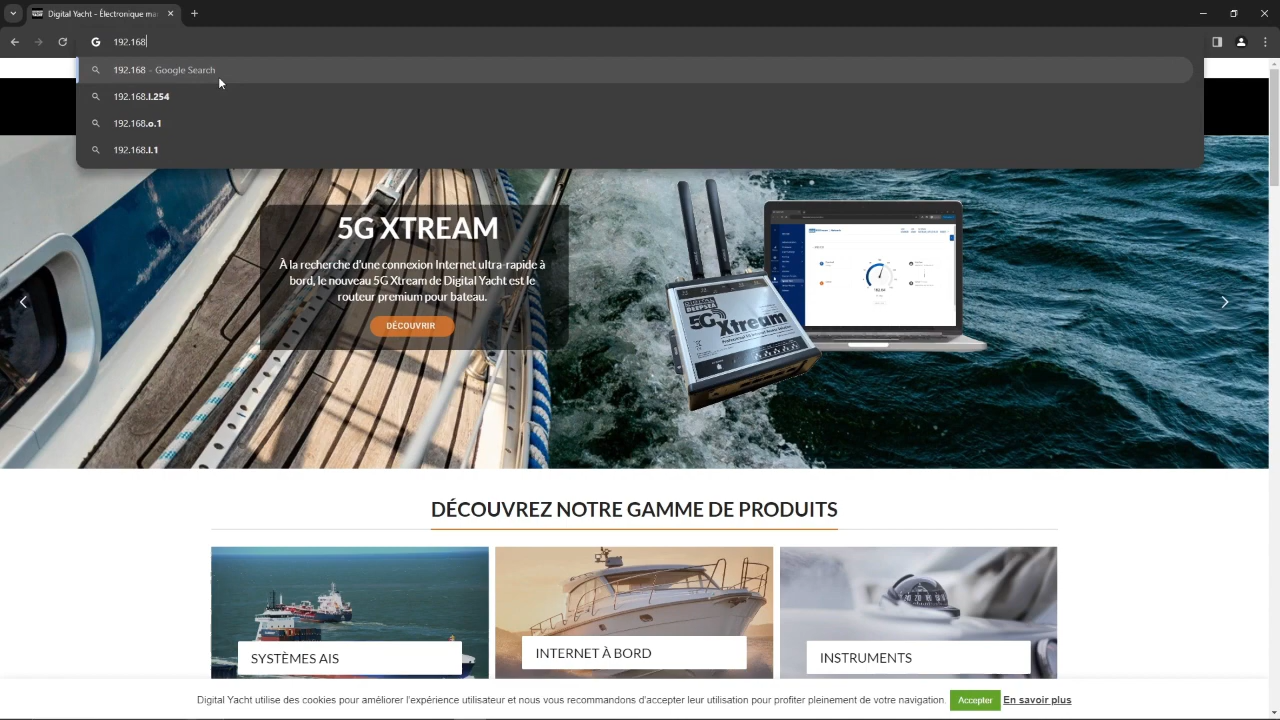 Digital Yacht - Électronique ma
192.168
192.168 - Google Search
192.168.l.254
192.168.o.1
192.168.l.1
5G XTREAM
À la recherche d'une connexion Internet ultra-rapide à
bord, le nouveau 5G Xtream de Digital Yacht est le
routeur premium pour bateau.
DÉCOUVRIR
5G Xtream
DÉCOUVREZ NOTRE GAMME DE PRODUITS
SYSTÈMES AIS
INTERNET À BORD
INSTRUMENTS
Digital Yacht utilise des cookies pour améliorer l'expérience utilisateur et nous vous recommandons d'accepter leur utilisation pour profiter pleinement de votre navigation. Accepter En savoir plus